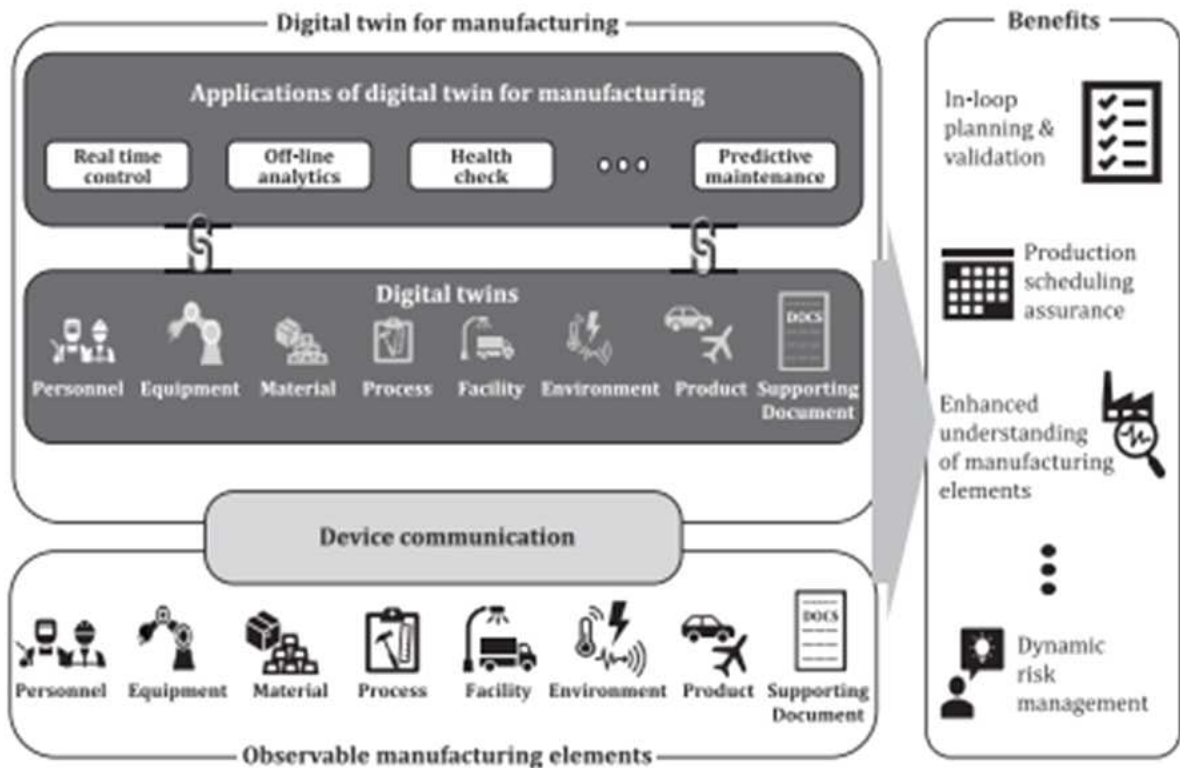 Digital twin for manufacturing
Applications of digital twin for manufacturing
Real time
control
Off-line
analytics
Health
check
Predictive
maintenance
Digital twins
DOCS
Personnel
Equipment
Material
Process
Facility
Environment
Product
Supporting
Document
Device communication
DOCS
Personnel
Equipment
Material
Process
Facility
Environment
Product
Supporting
Document
Observable manufacturing elements
Benefits
In-loop
planning &
validation
Production
scheduling
assurance
Enhanced
understanding
of manufacturing
elements
Dynamic
risk
management